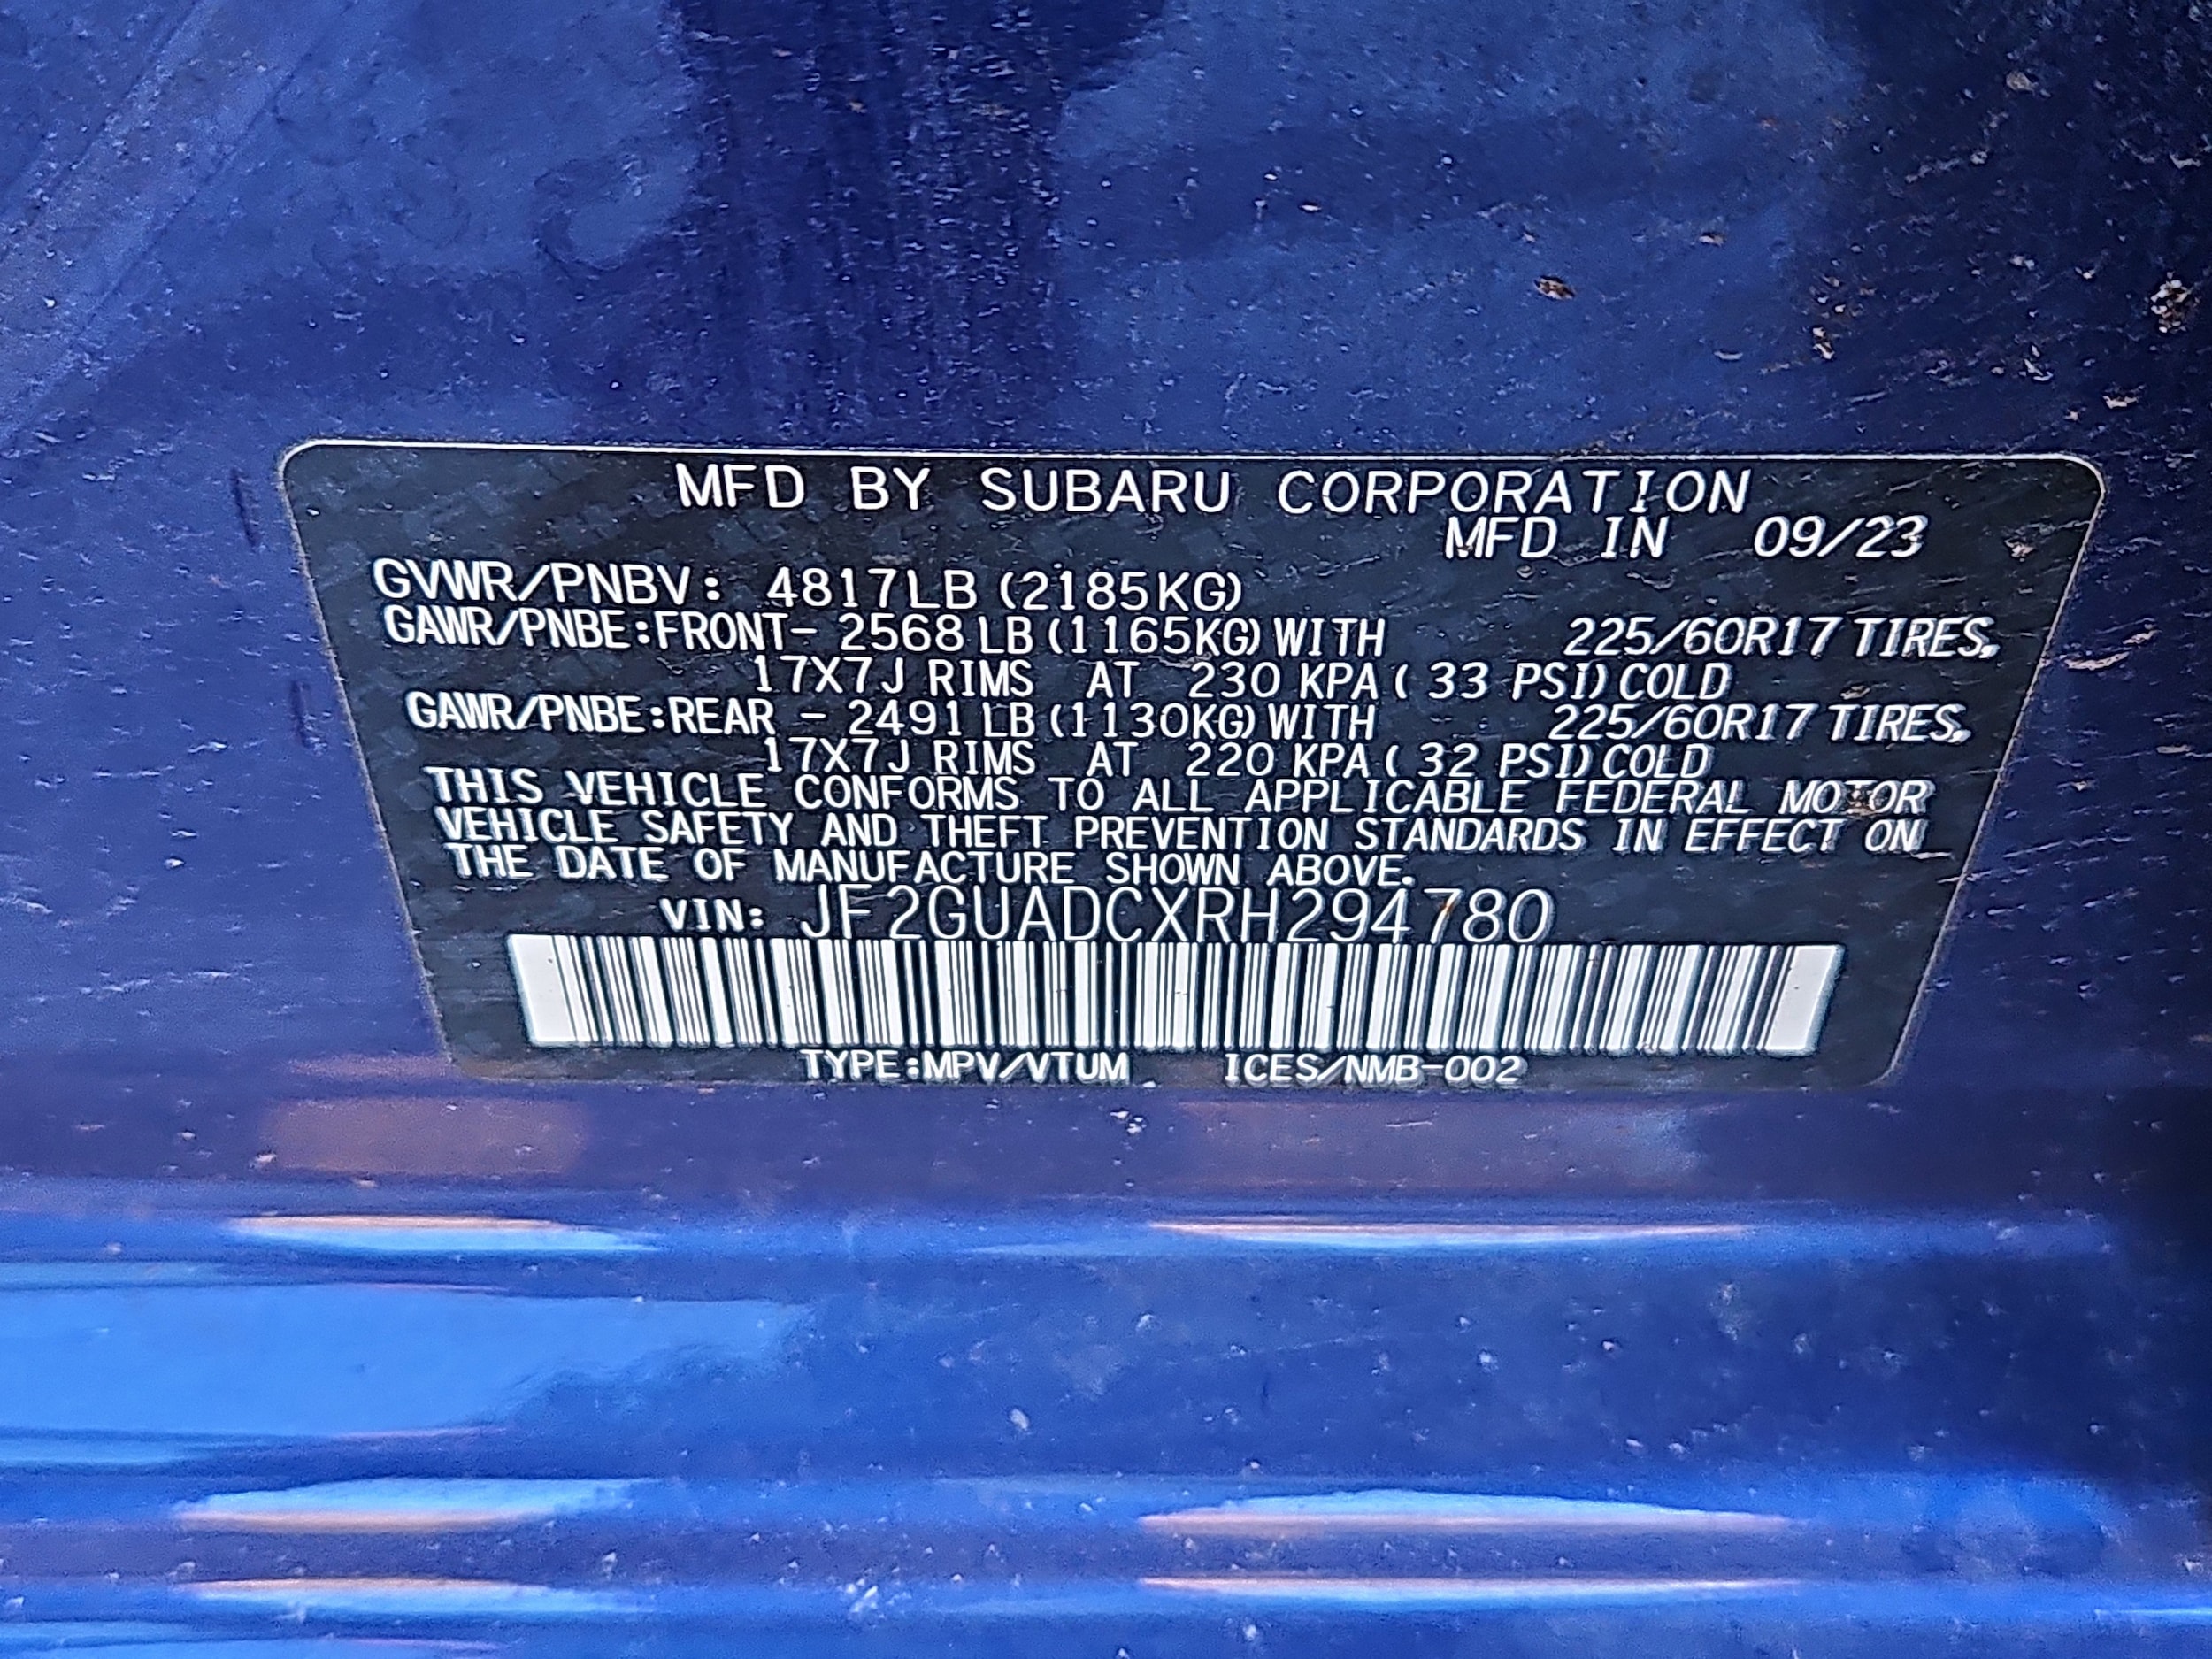 MFD BY SUBARU CORPORATION
MFD IN 09/23
GVWR/PNBV: 4817LB (2185KG)
GAWR/PNBE:FRONT- 2568 LB (1165KG) WITH 225/60R17 TIRES,
17X7J RIMS AT 230 KPA ( 33 PSI) COLD
GAWR/PNBE:REAR - 2491 LB (1130KG) WITH 225/60R17 TIRES,
17X7J RIMS AT 220 KPA ( 32 PSI) COLD
THIS VEHICLE CONFORMS TO ALL APPLICABLE FEDERAL MOTOR
VEHICLE SAFETY AND THEFT PREVENTION STANDARDS IN EFFECT ON
THE DATE OF MANUFACTURE SHOWN ABOVE.
VIN: JF2GUADCXRH294780
TYPE:MPV/VTUM ICES/NMB-002